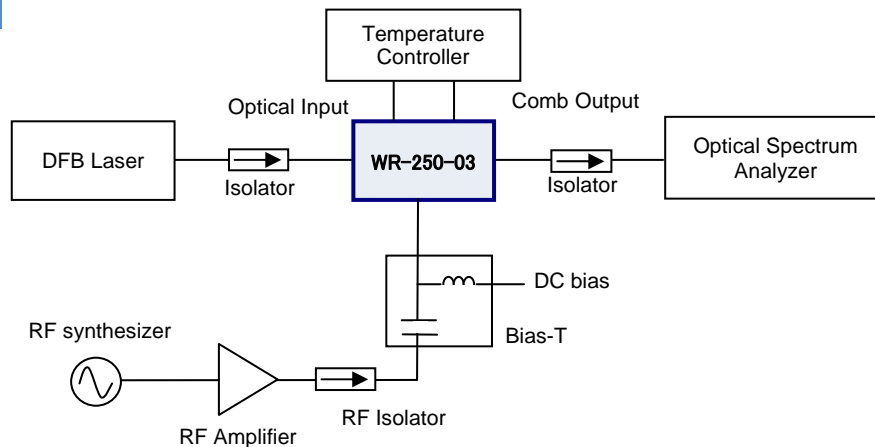 Temperature
Controller
Optical Input
Comb Output
DFB Laser
Isolator
WR-250-03
Isolator
Optical Spectrum
Analyzer
DC bias
Bias-T
RF synthesizer
RF Isolator
RF Amplifier